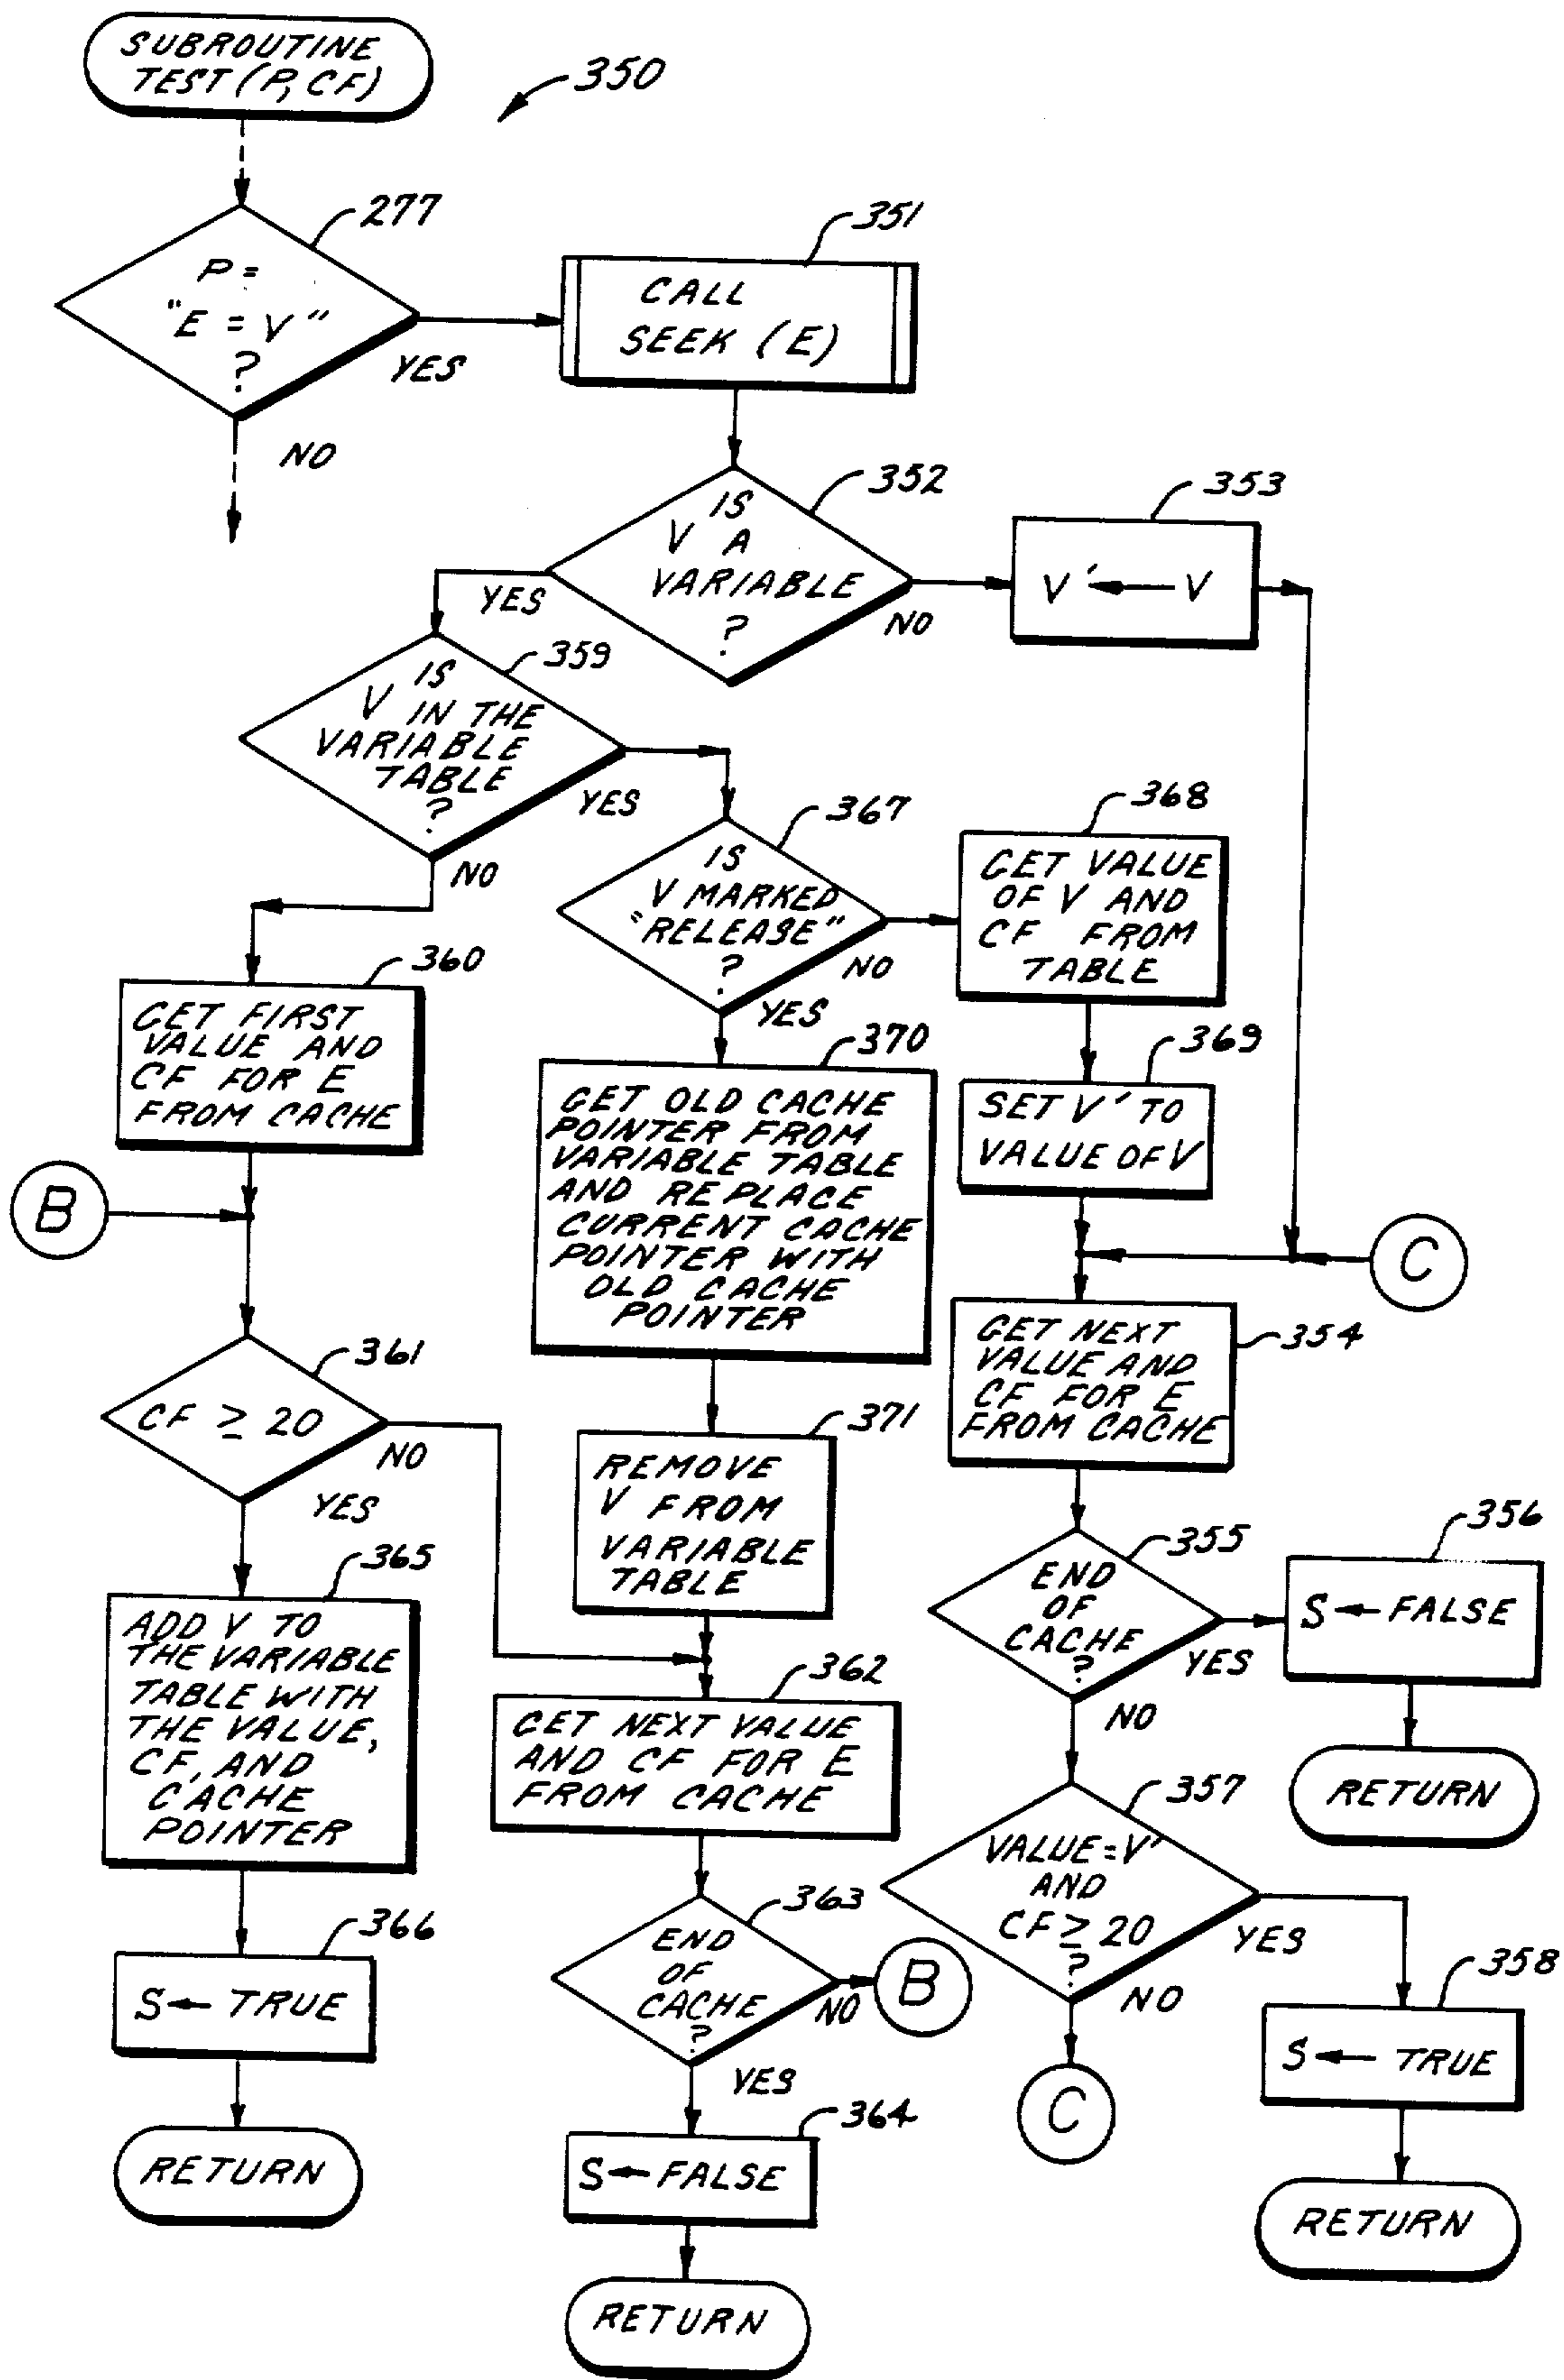 SUBROUTINE
TEST (P, CF)
350
277
P =
"E = V"
?
YES
NO
351
CALL
SEEK (E)
352
IS
V A
VARIABLE
?
YES
NO
353
V' ← V
359
IS
V IN THE
VARIABLE
TABLE
?
YES
NO
367
IS
V MARKED
"RELEASE"
?
NO
YES
368
GET VALUE
OF V AND
CF FROM
TABLE
360
GET FIRST
VALUE AND
CF FOR E
FROM CACHE
370
GET OLD CACHE
POINTER FROM
VARIABLE TABLE
AND REPLACE
CURRENT CACHE
POINTER WITH
OLD CACHE
POINTER
369
SET V' TO
VALUE OF V
B
C
361
CF ≥ 20
NO
YES
371
REMOVE
V FROM
VARIABLE
TABLE
354
GET NEXT
VALUE AND
CF FOR E
FROM CACHE
355
END
OF
CACHE
?
YES
NO
356
S ← FALSE
RETURN
365
ADD V TO
THE VARIABLE
TABLE WITH
THE VALUE,
CF, AND
CACHE
POINTER
362
GET NEXT VALUE
AND CF FOR E
FROM CACHE
357
VALUE = V'
AND
CF ≥ 20
?
YES
NO
366
S ← TRUE
RETURN
363
END
OF
CACHE
?
NO
B
YES
358
S ← TRUE
RETURN
C
364
S ← FALSE
RETURN